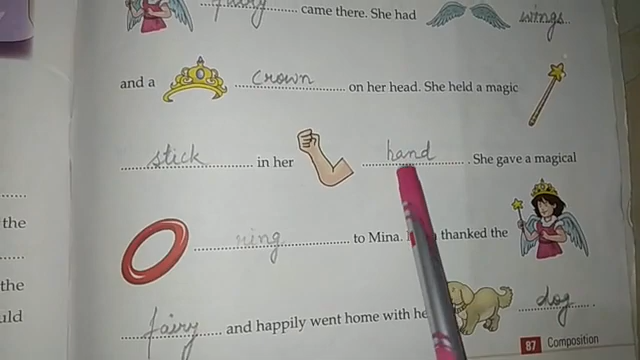 fairy came there. She had wings..
and a crown on her head. She held a magic
stick in her hand . She gave a magical
the
ring to Mina. thanked the
the
uld
fairy and happily went home with he dog .
87 Composition